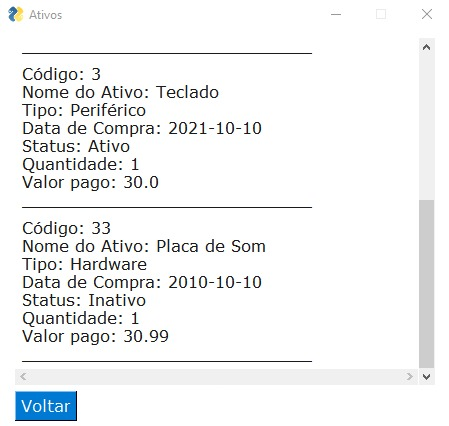 Ativos
Código: 3
Nome do Ativo: Teclado
Tipo: Periférico
Data de Compra: 2021-10-10
Status: Ativo
Quantidade: 1
Valor pago: 30.0
Código: 33
Nome do Ativo: Placa de Som
Tipo: Hardware
Data de Compra: 2010-10-10
Status: Inativo
Quantidade: 1
Valor pago: 30.99
Voltar